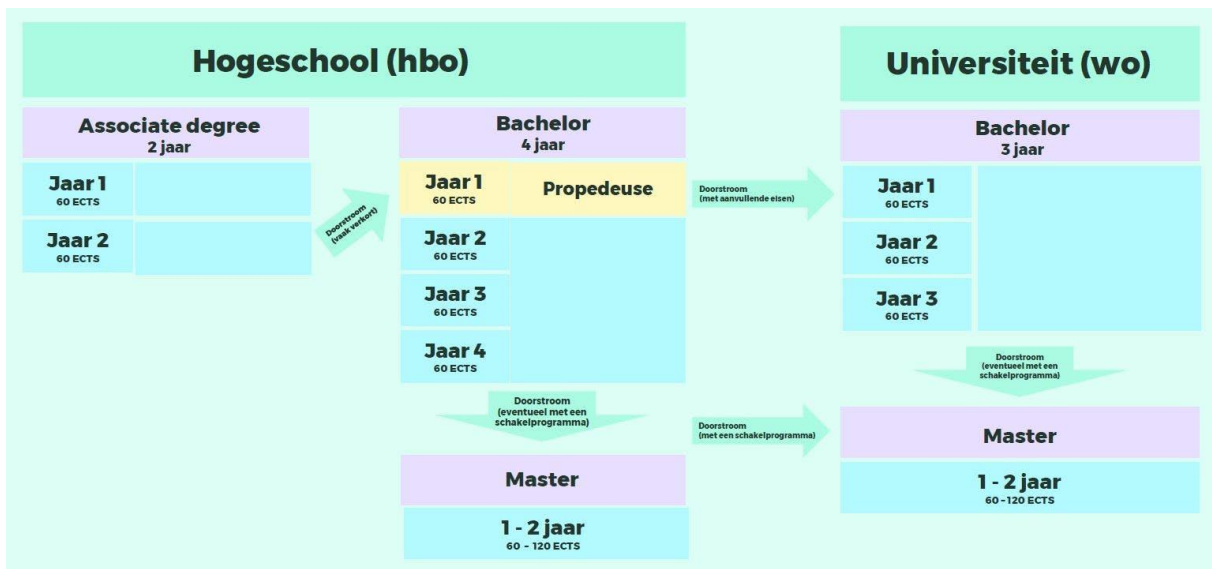 Hogeschool (hbo)
Universiteit (wo)
Associate degree
2 jaar
Jaar 1
60 ECTS
Jaar 2
60 ECTS
Doorstroom
(vaak verkort)
Bachelor
4 jaar
Jaar 1
60 ECTS
Propedeuse
Jaar 2
60 ECTS
Jaar 3
60 ECTS
Jaar 4
60 ECTS
Doorstroom
(met aanvullende eisen)
Bachelor
3 jaar
Jaar 1
60 ECTS
Jaar 2
60 ECTS
Jaar 3
60 ECTS
Doorstroom
(eventueel met een
schakelprogramma)
Doorstroom
(met een schakelprogramma)
Doorstroom
(eventueel met een
schakelprogramma)
Master
1 - 2 jaar
60 - 120 ECTS
Master
1 - 2 jaar
60 -120 ECTS